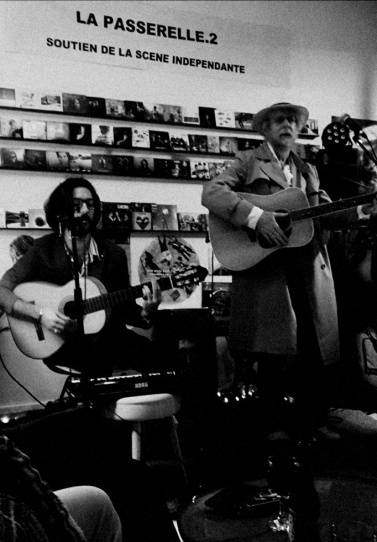 LA PASSERELLE.2
SOUTIEN DE LA SCENE INDEPENDANTE
KORG